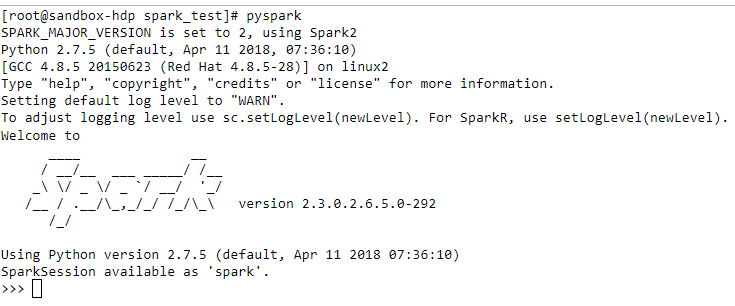 [root@sandbox-hdp spark_test]# pyspark
SPARK_MAJOR_VERSION is set to 2, using Spark2
Python 2.7.5 (default, Apr 11 2018, 07:36:10)
[GCC 4.8.5 20150623 (Red Hat 4.8.5-28)] on linux2
Type "help", "copyright", "credits" or "license" for more information.
Setting default log level to "WARN".
To adjust logging level use sc.setLogLevel(newLevel). For SparkR, use setLogLevel(newLevel).
Welcome to
      ____              __
     / __/__  ___ _____/ /__
    _\ \/ _ \/ _ `/ __/  '_/
   /__ / .__/\_,_/_/ /_/\_\   version 2.3.0.2.6.5.0-292
      /_/
Using Python version 2.7.5 (default, Apr 11 2018 07:36:10)
SparkSession available as 'spark'.
>>>